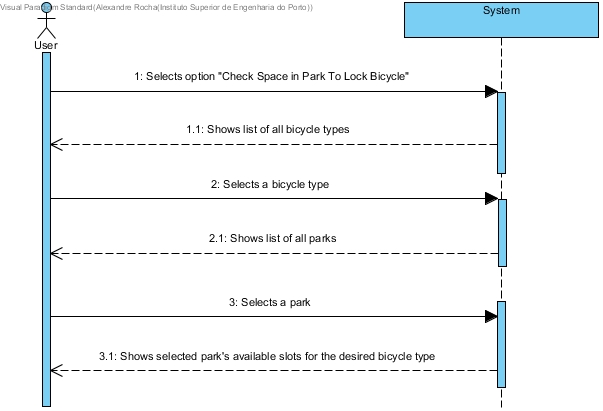 Visual Paradigm Standard(Alexandre Rocha(Instituto Superior de Engenharia do Porto))
System
User
1: Selects option "Check Space in Park To Lock Bicycle"
1.1: Shows list of all bicycle types
2: Selects a bicycle type
2.1: Shows list of all parks
3: Selects a park
3.1: Shows selected park's available slots for the desired bicycle type